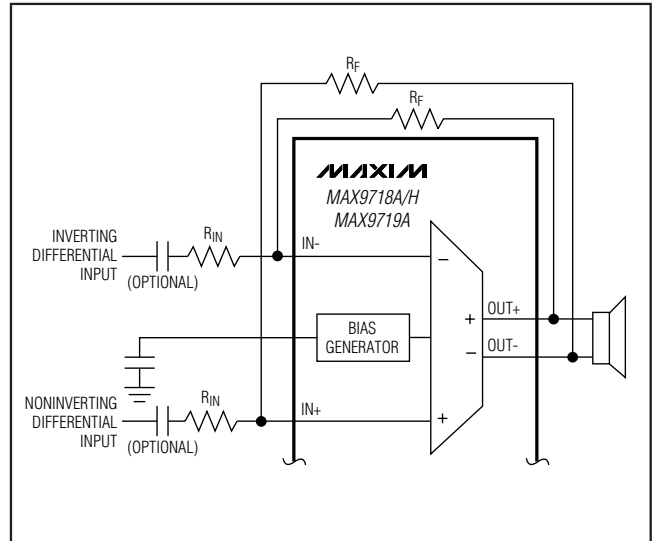 RF
RF
MAXIM
MAX9718A/H
MAX9719A
INVERTING
DIFFERENTIAL
INPUT
(OPTIONAL)
RIN
IN-
−
BIAS
GENERATOR
+
OUT+
−
OUT-
NONINVERTING
DIFFERENTIAL
INPUT
(OPTIONAL)
RIN
IN+
+